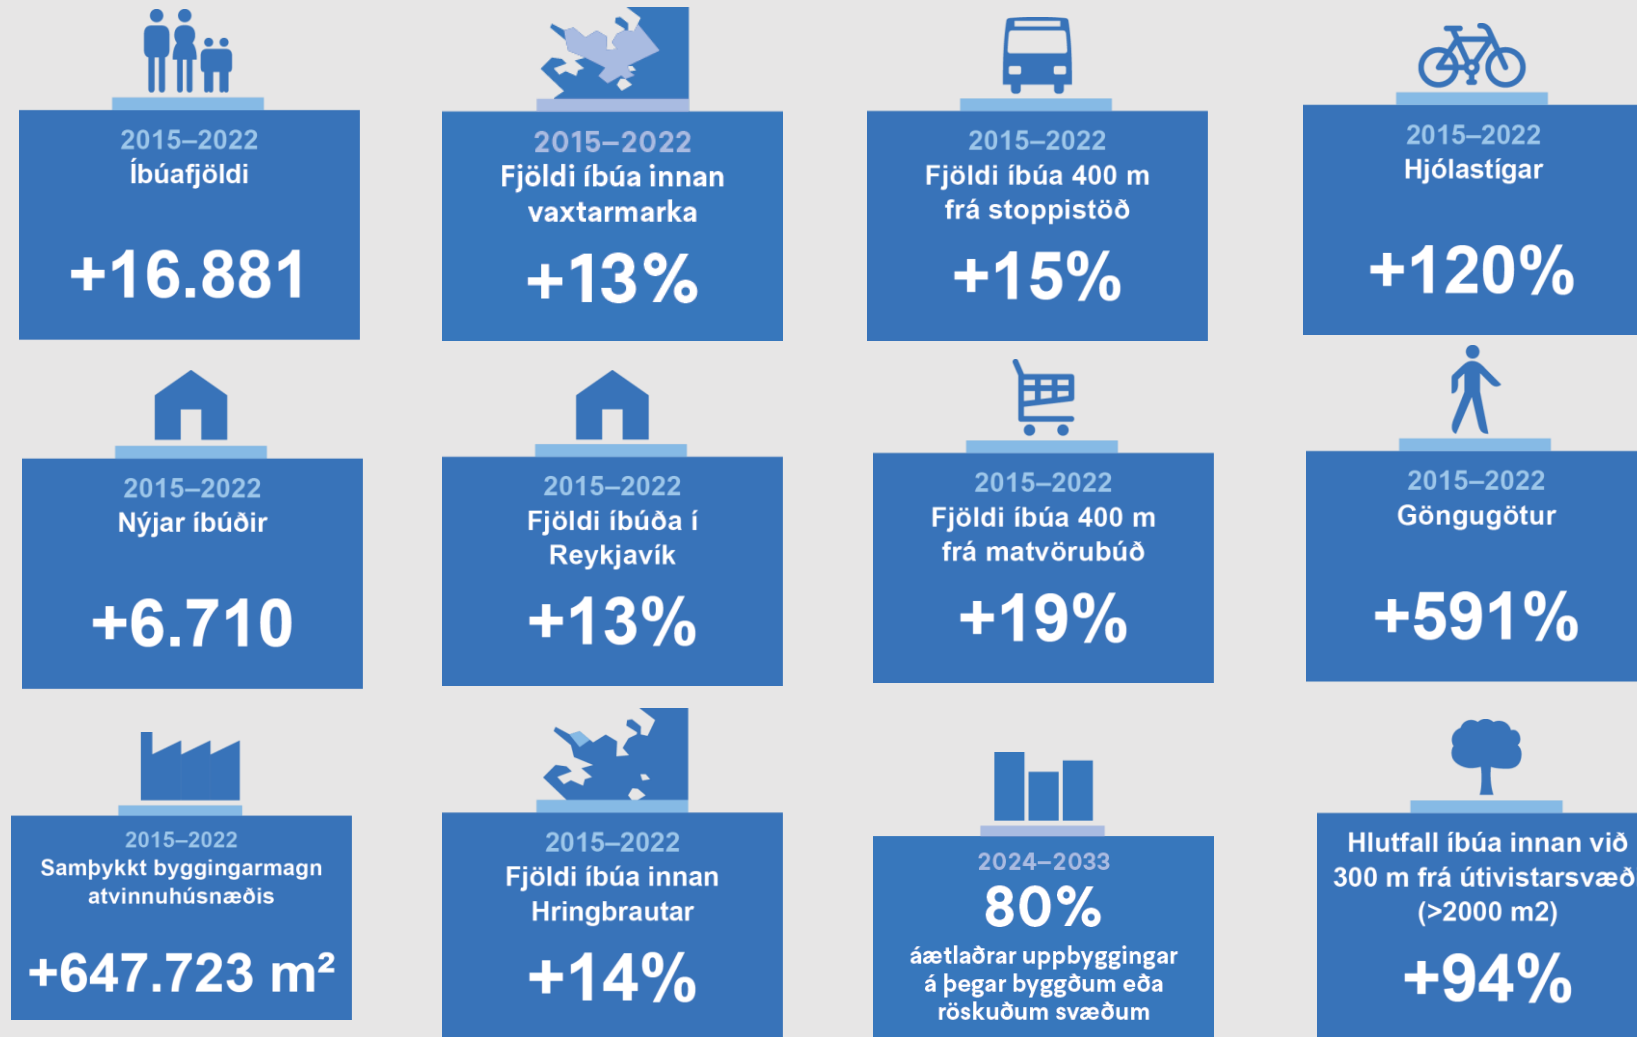 2015–2022
Íbúafjöldi
+16.881
2015–2022
Fjöldi íbúa innan
vaxtarmarka
+13%
2015–2022
Fjöldi íbúa 400 m
frá stoppistöð
+15%
2015–2022
Hjólastígar
+120%
2015–2022
Nýjar íbúðir
+6.710
2015–2022
Fjöldi íbúða í
Reykjavík
+13%
2015–2022
Fjöldi íbúa 400 m
frá matvörubúð
+19%
2015–2022
Göngugötur
+591%
2015–2022
Samþykkt byggingarmagn
atvinnuhúsnæðis
+647.723 m²
2015–2022
Fjöldi íbúa innan
Hringbrautar
+14%
2024–2033
80%
áætlaðrar uppbyggingar
á þegar byggðum eða
röskuðum svæðum
Hlutfall íbúa innan við
300 m frá útivistarsvæð
(>2000 m2)
+94%